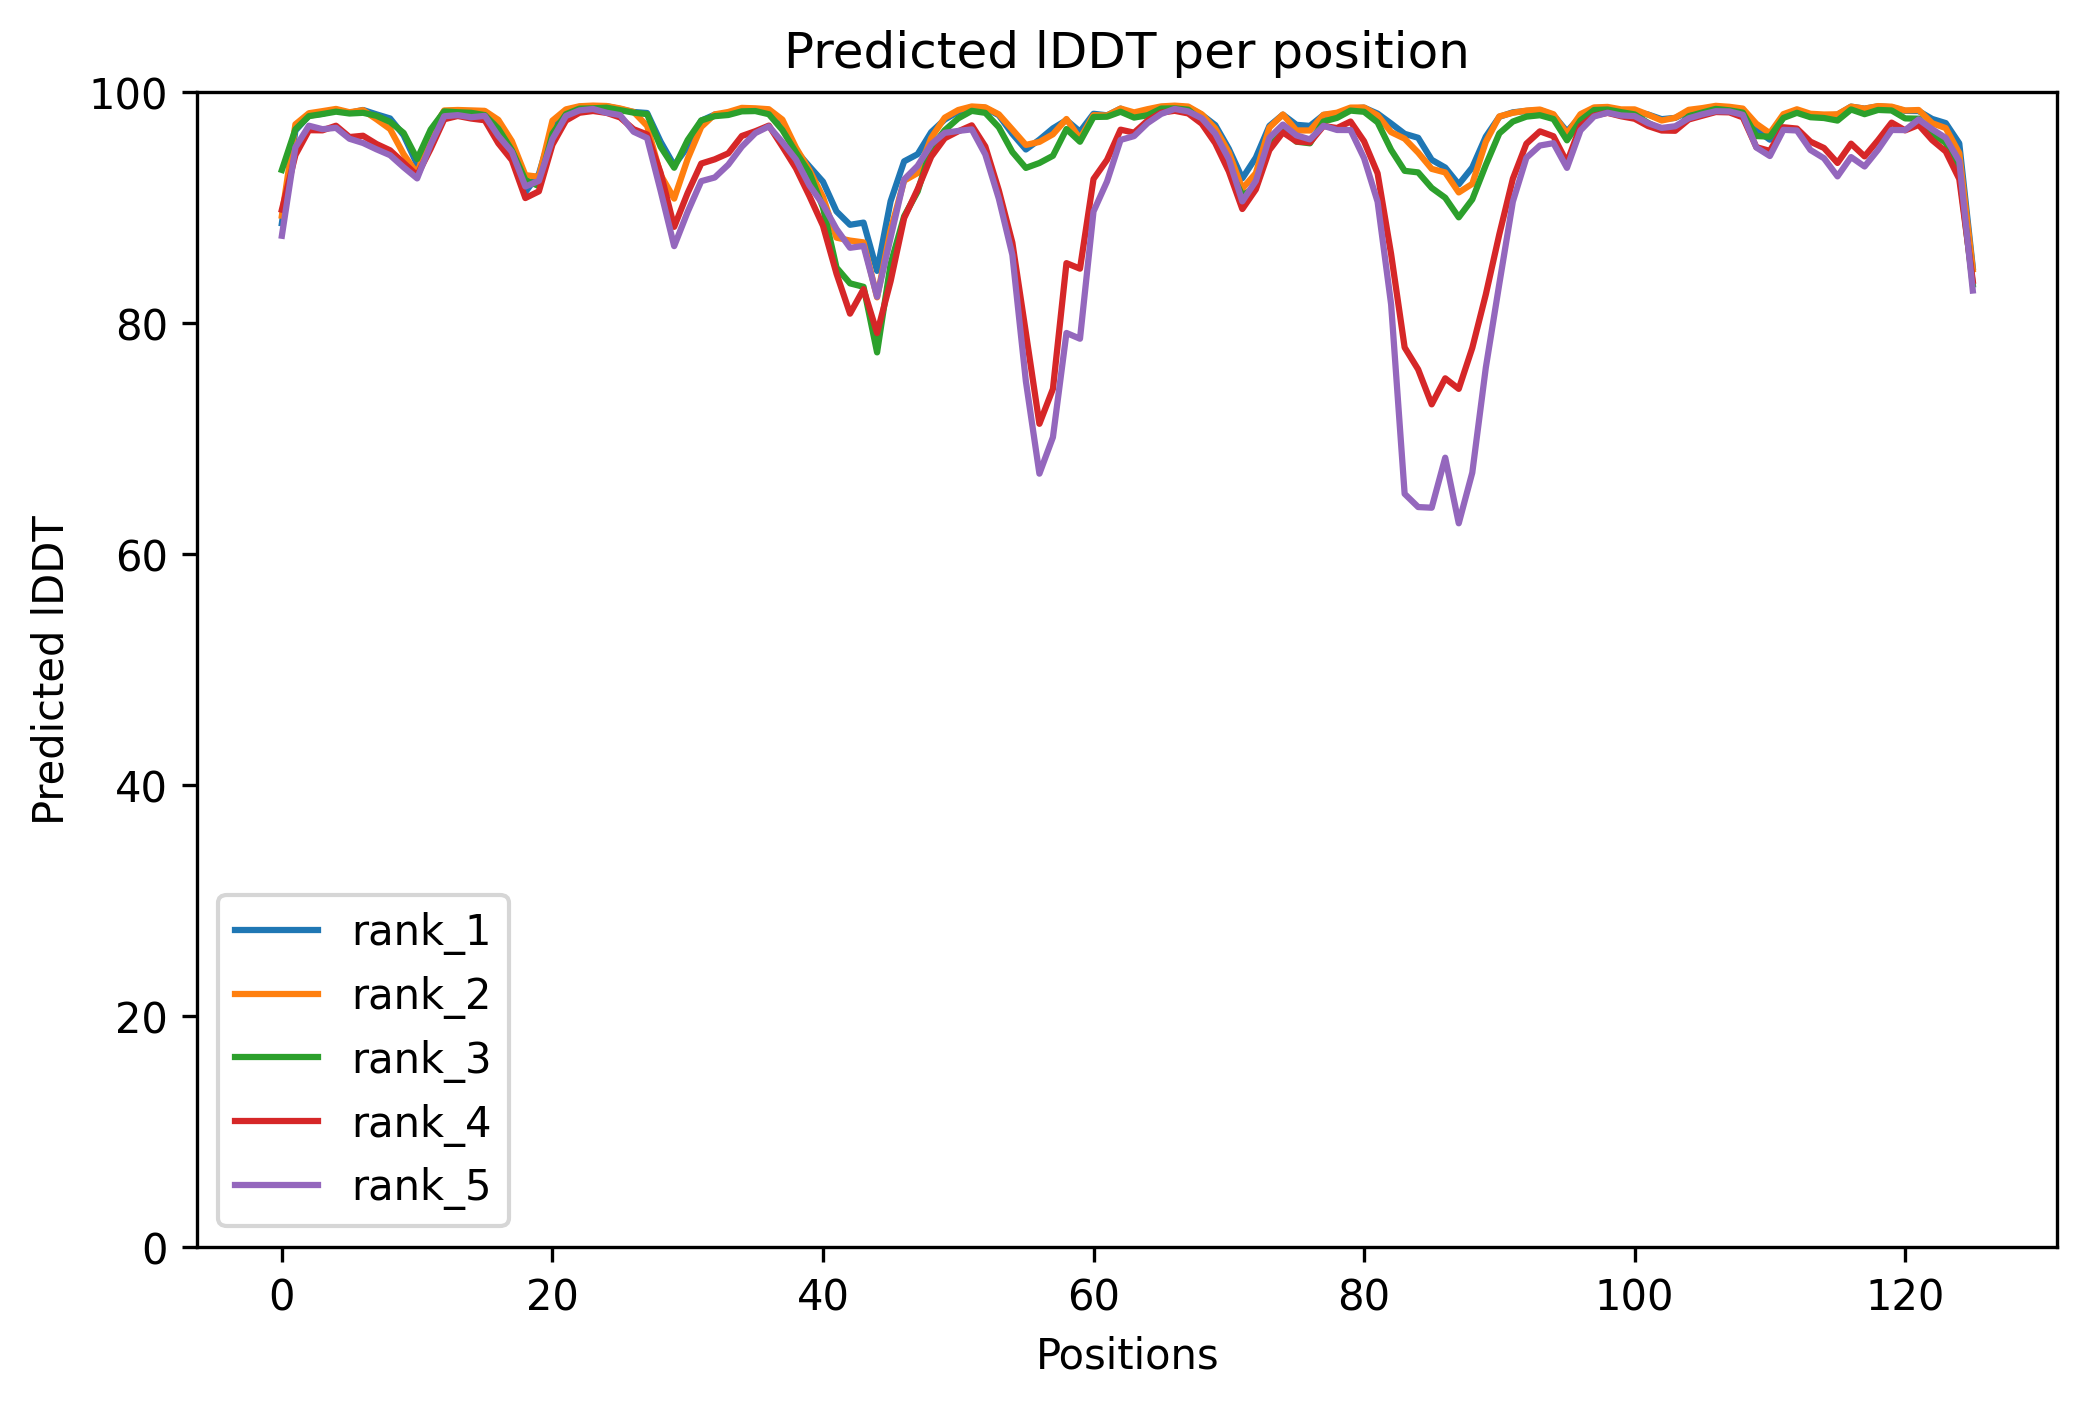 Predicted lDDT per position
100
80
60
40
20
0
Predicted lDDT
rank_1
rank_2
rank_3
rank_4
rank_5
0 20 40 60 80 100 120
Positions